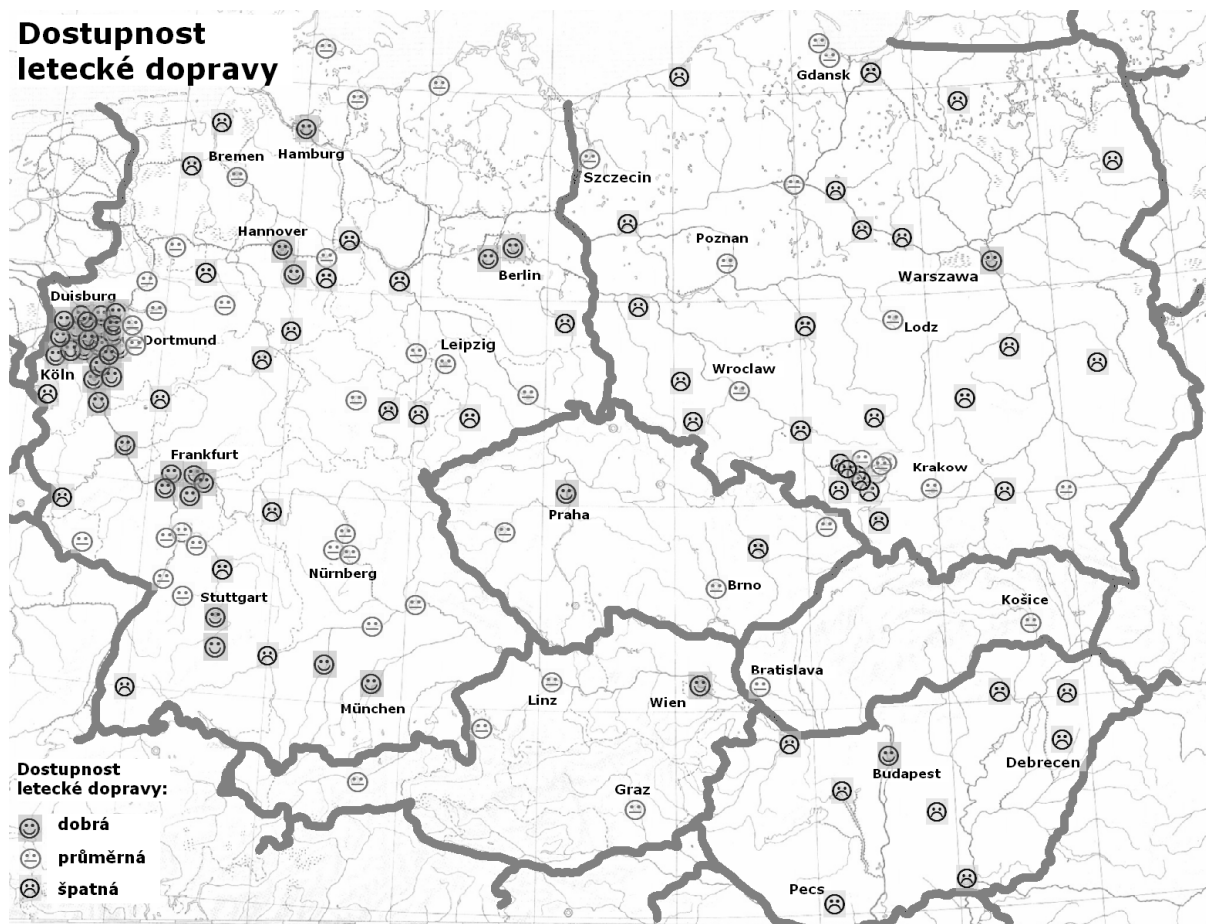 Dostupnost
letecké dopravy
Gdansk
Bremen
Hamburg
Szczecin
Hannover
Poznan
Berlin
Warszawa
Duisburg
Lodz
Dortmund
Leipzig
Köln
Wroclaw
Frankfurt
Krakow
Praha
Nürnberg
Brno
Stuttgart
Košice
Bratislava
Linz
Wien
München
Debrecen
Budapest
Graz
Pecs
Dostupnost
letecké dopravy:
dobrá
průměrná
špatná